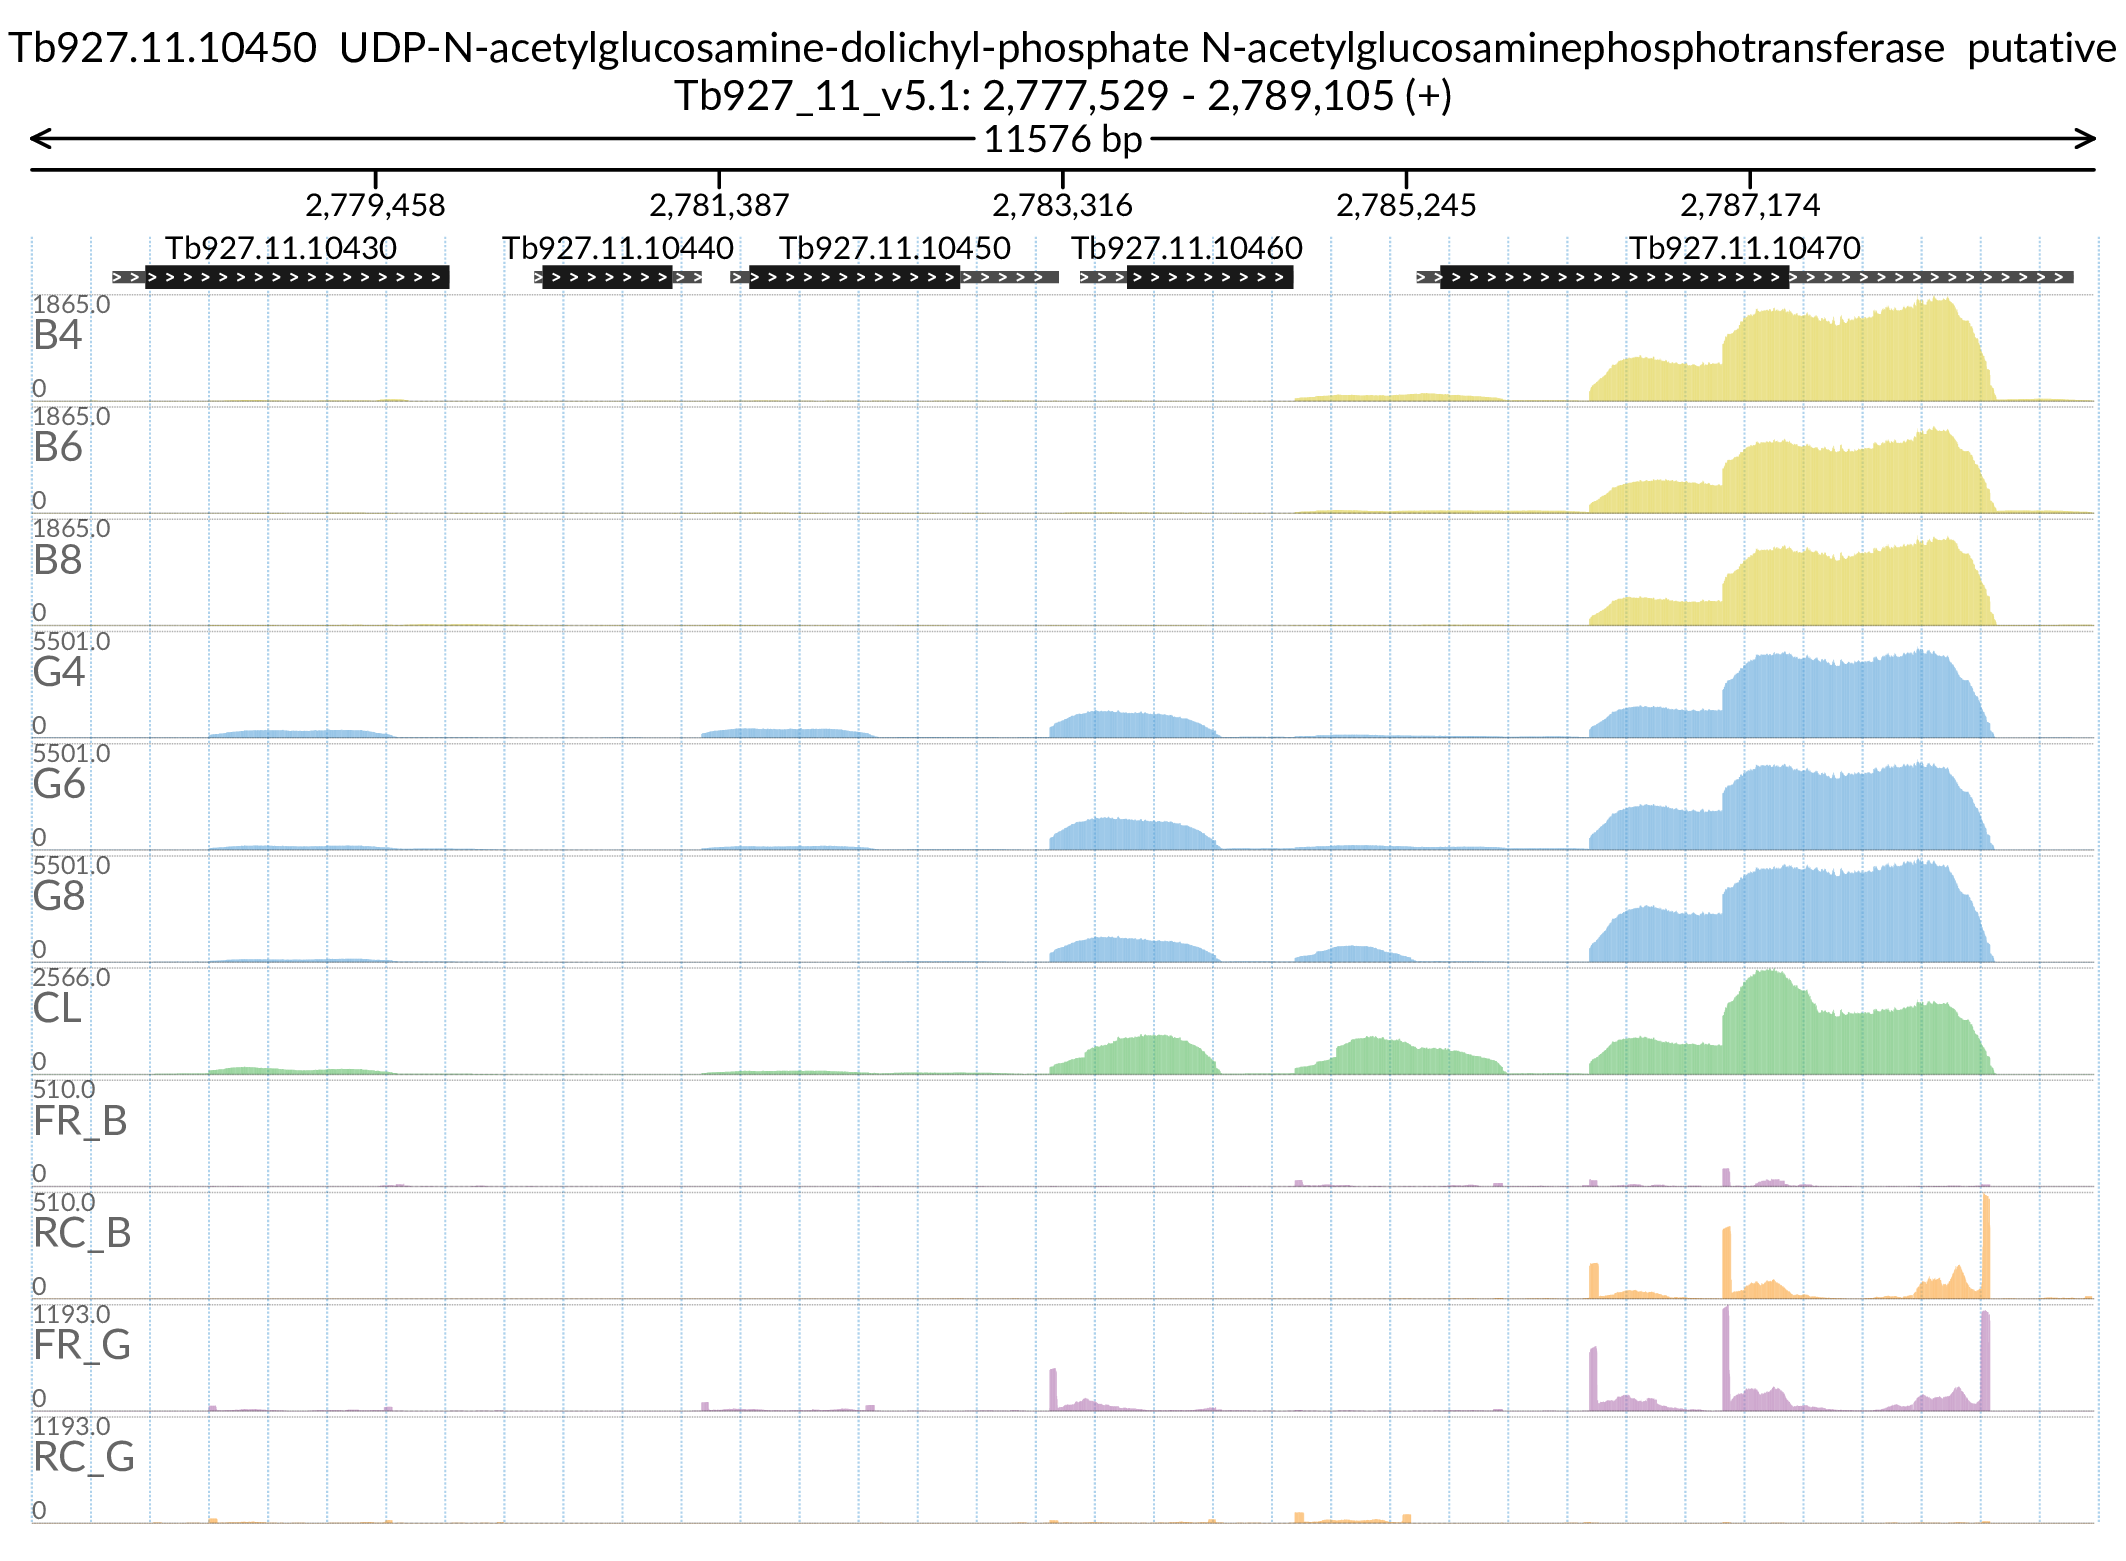 Tb927.11.10450 UDP-N-acetylglucosamine-dolichyl-phosphate N-acetylglucosaminephosphotransferase putative
Tb927_11_v5.1: 2,777,529 - 2,789,105 (+)
11576 bp
2,779,458 2,781,387 2,783,316 2,785,245 2,787,174
Tb927.11.10430 Tb927.11.10440 Tb927.11.10450 Tb927.11.10460 Tb927.11.10470
1865.0
B4
0
1865.0
B6
0
1865.0
B8
0
5501.0
G4
0
5501.0
G6
0
5501.0
G8
0
2566.0
CL
0
510.0
FR_B
0
510.0
RC_B
0
1193.0
FR_G
0
1193.0
RC_G
0